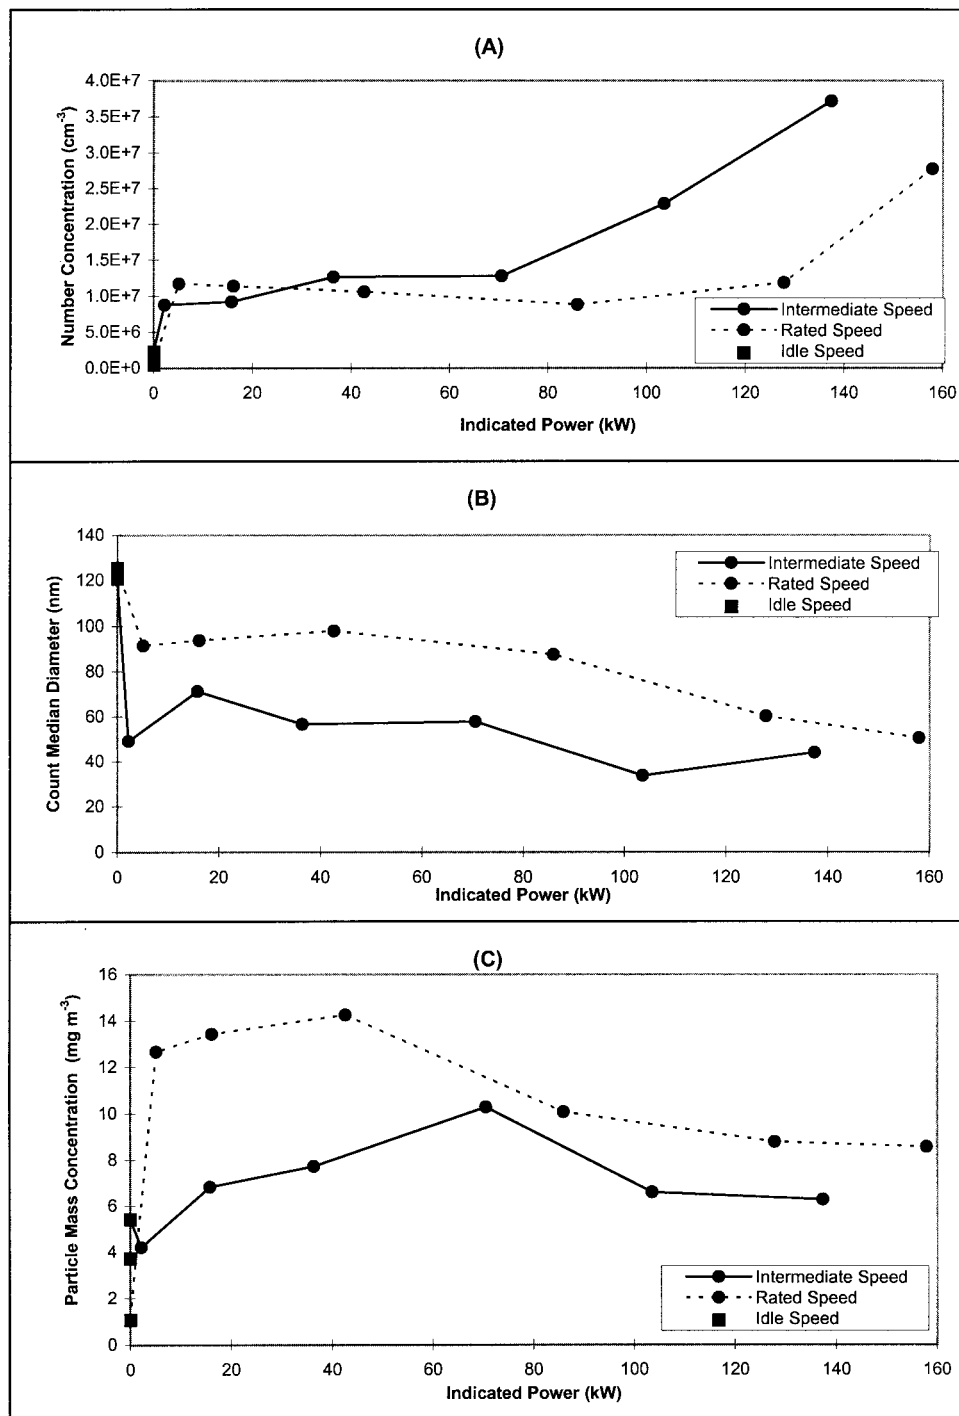 (A)
Number Concentration (cm-3)
4.0E+7
3.5E+7
3.0E+7
2.5E+7
2.0E+7
1.5E+7
1.0E+7
5.0E+6
0.0E+0
0 20 40 60 80 100 120 140 160
Indicated Power (kW)
Intermediate Speed
Rated Speed
Idle Speed
(B)
Count Median Diameter (nm)
140
120
100
80
60
40
20
0
0 20 40 60 80 100 120 140 160
Indicated Power (kW)
Intermediate Speed
Rated Speed
Idle Speed
(C)
Particle Mass Concentration (mg m-3)
16
14
12
10
8
6
4
2
0
0 20 40 60 80 100 120 140 160
Indicated Power (kW)
Intermediate Speed
Rated Speed
Idle Speed